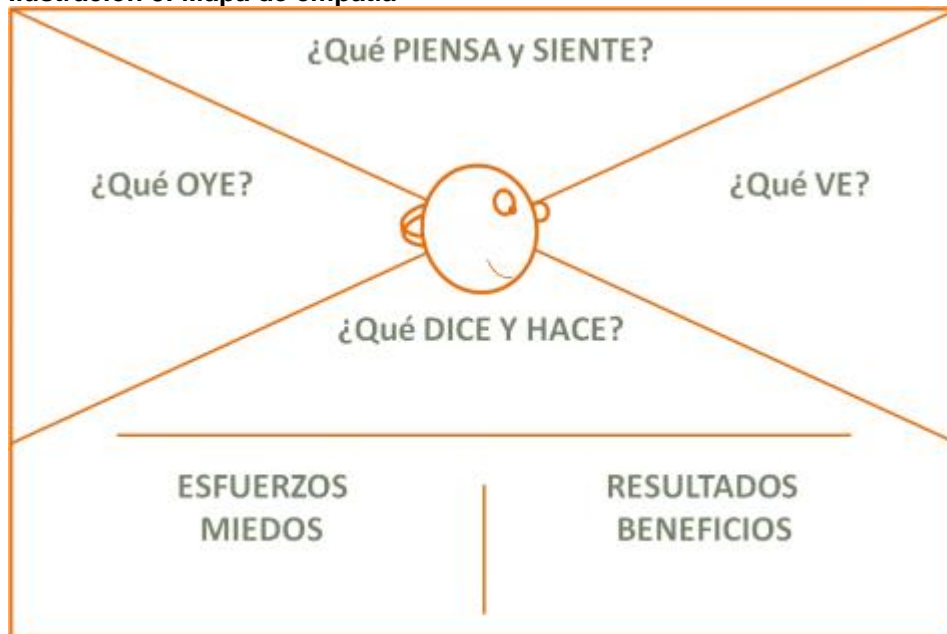 ¿Qué PIENSA y SIENTE?
¿Qué OYE?
¿Qué VE?
¿Qué DICE Y HACE?
ESFUERZOS
MIEDOS
RESULTADOS
BENEFICIOS